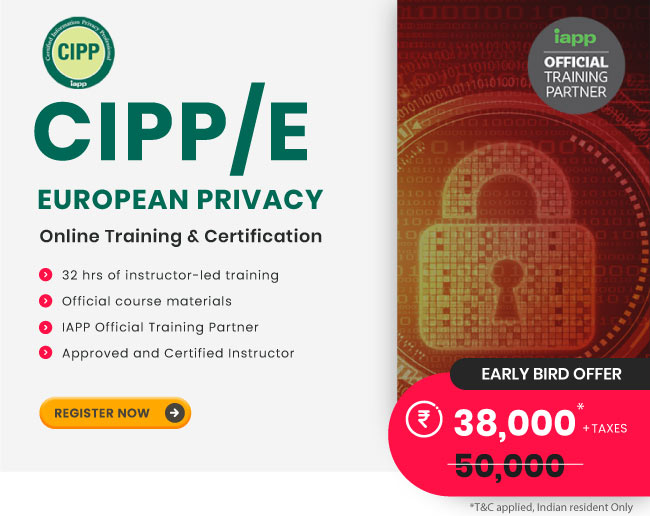 Certified Information Privacy Professional
CIPP
iapp
iapp
OFFICIAL
TRAINING
PARTNER
CIPP/E
EUROPEAN PRIVACY
Online Training & Certification
32 hrs of instructor-led training
Official course materials
IAPP Official Training Partner
Approved and Certified Instructor
REGISTER NOW
EARLY BIRD OFFER
₹ 38,000* +TAXES
50,000
*T&C applied, Indian resident Only